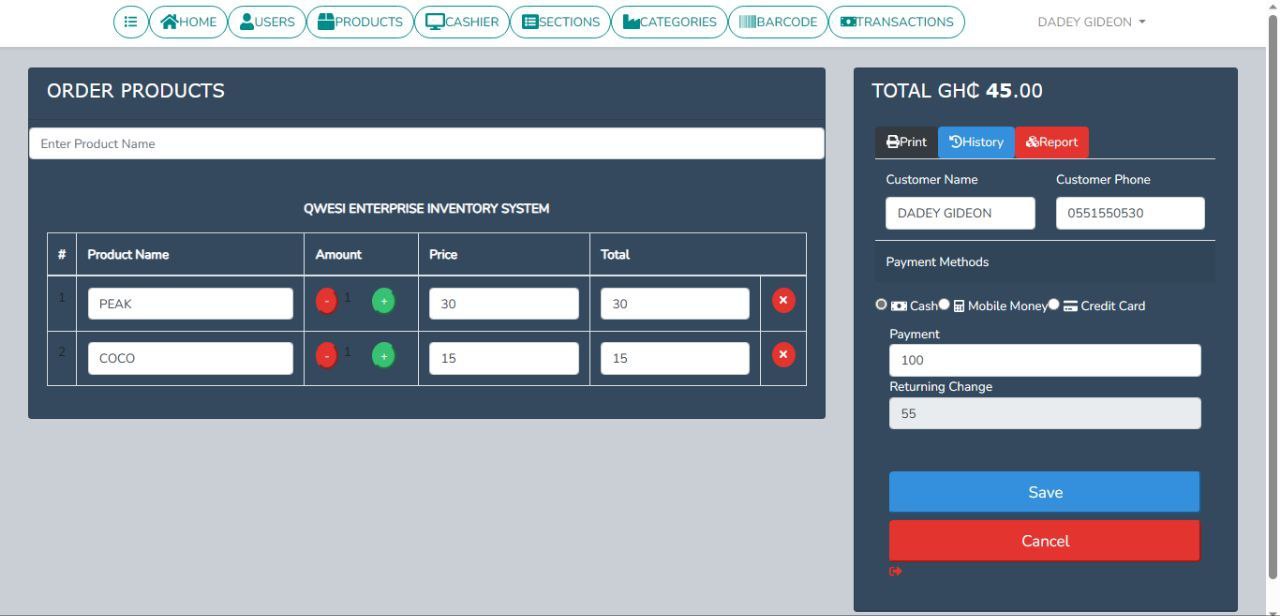 HOME USERS PRODUCTS CASHIER SECTIONS CATEGORIES BARCODE TRANSACTIONS DADEY GIDEON
ORDER PRODUCTS
Enter Product Name
QWESI ENTERPRISE INVENTORY SYSTEM
# Product Name Amount Price Total
1 PEAK - 1 + 30 30
2 COCO - 1 + 15 15
TOTAL GH₵ 45.00
Print History Report
Customer Name Customer Phone
DADEY GIDEON 0551550530
Payment Methods
Cash Mobile Money Credit Card
Payment
100
Returning Change
55
Save
Cancel